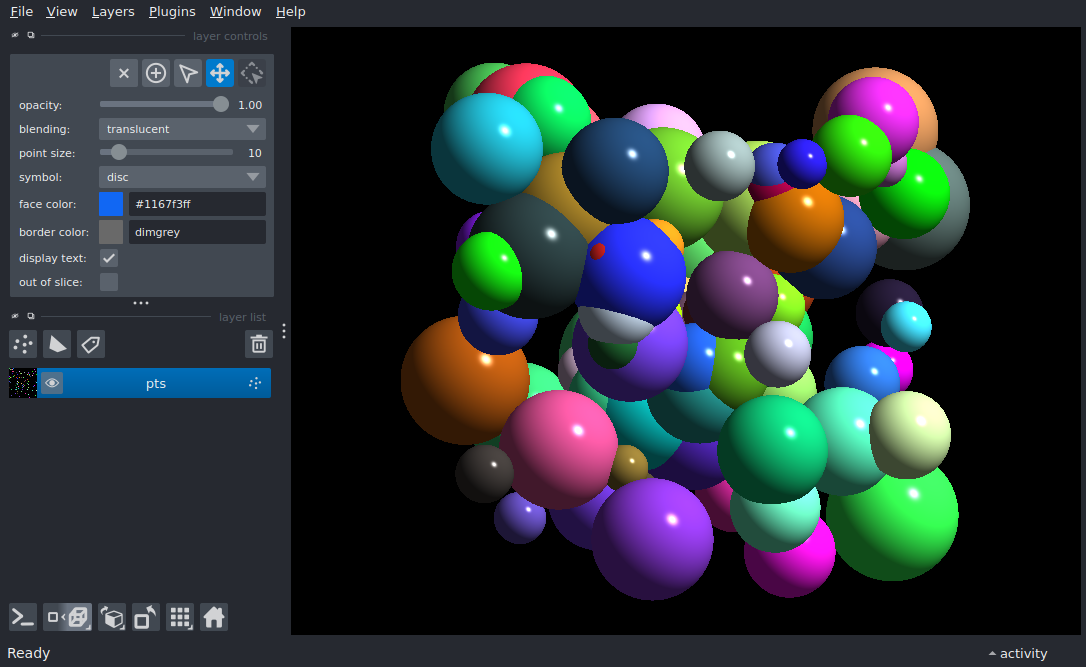 File View Layers Plugins Window Help
layer controls
opacity: 1.00
blending: translucent
point size: 10
symbol: disc
face color: #1167f3ff
border color: dimgrey
display text:
out of slice:
layer list
pts
Ready
activity